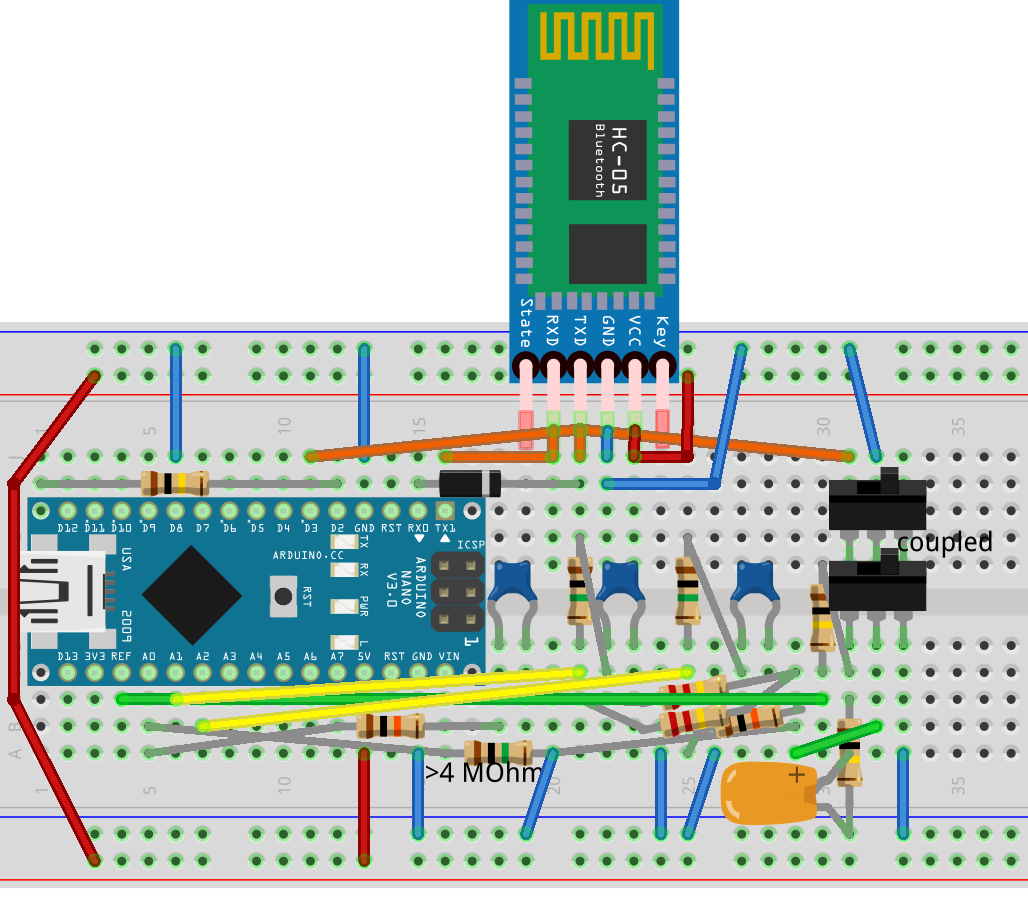 HC-05
Bluetooth
State
RXD
TXD
GND
VCC
Key
1
5
10
15
30
35
J
D12
D11
D10
D9
D8
D7
D6
D5
D4
D3
D2
GND
RST
RX0
TX1
TX
RX
PWR
L
ARDUINO.CC
RST
ICSP
1
ARDUINO
NANO
V3.0
USA
2009
D13
3V3
REF
A0
A1
A2
A3
A4
A5
A6
A7
5V
RST
GND
VIN
coupled
B
A
>4 MOhm
+
1
5
10
20
25
30
35